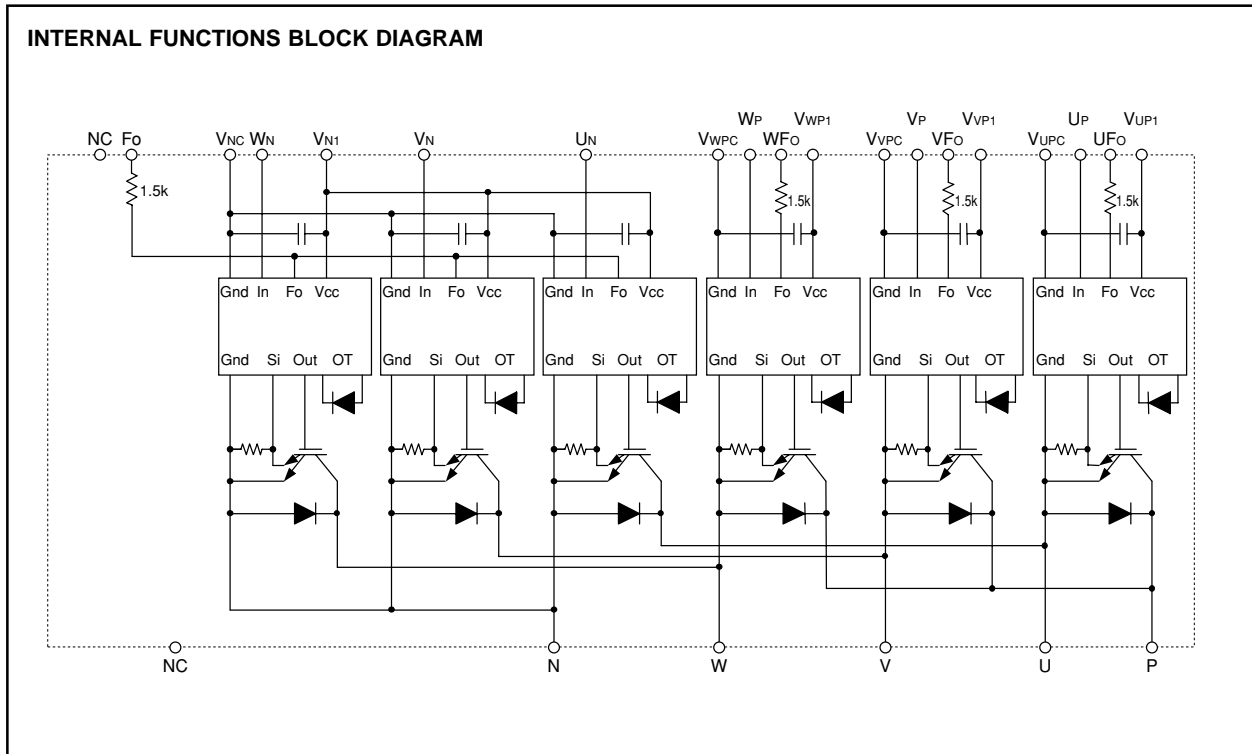 INTERNAL FUNCTIONS BLOCK DIAGRAM
WP VWP1 VP VVP1 UP VUP1
NC FO VNC WN VN1 VN UN VWPC WFO VVPC VFO VUPC UFO
1.5k 1.5k 1.5k 1.5k
Gnd In Fo Vcc Gnd In Fo Vcc Gnd In Fo Vcc Gnd In Fo Vcc Gnd In Fo Vcc Gnd In Fo Vcc
Gnd Si Out OT Gnd Si Out OT Gnd Si Out OT Gnd Si Out OT Gnd Si Out OT Gnd Si Out OT
NC N W V U P